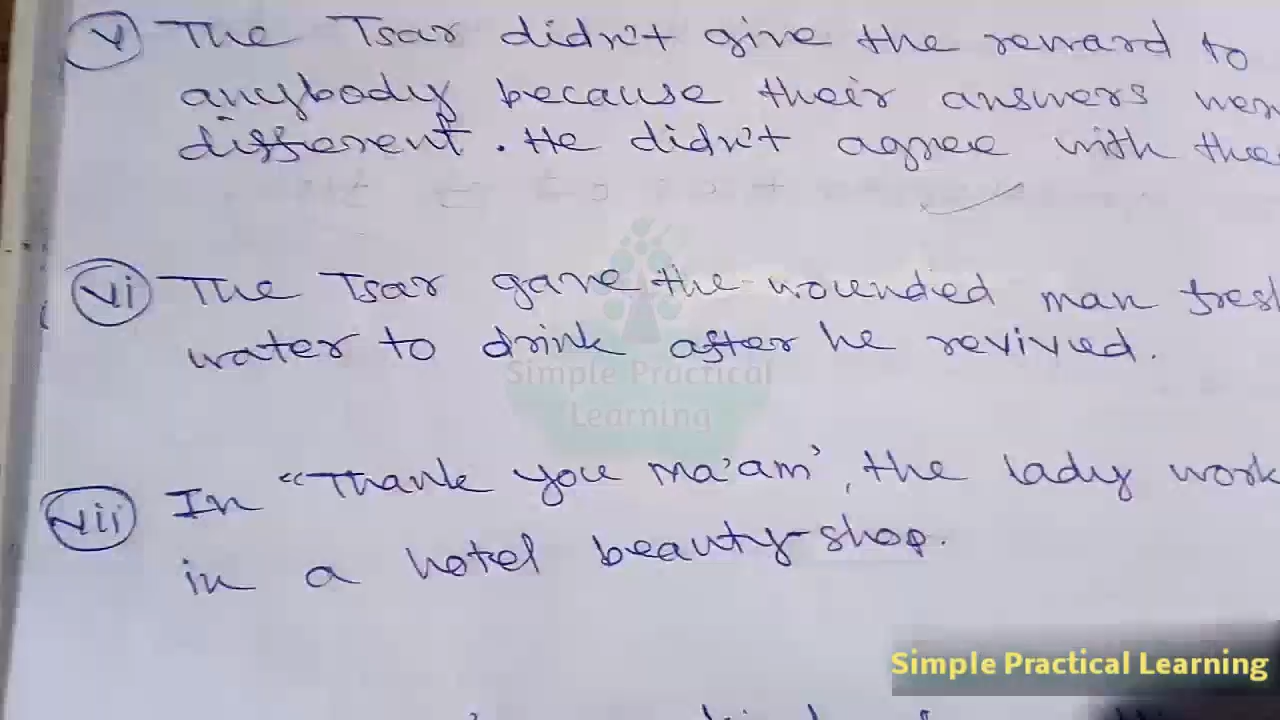 v The Tsar didn't give the reward to
anybody because their answers wer
different. He didn't agree with the
vi The Tsar gave the wounded man fresh
water to drink after he revived.
Simple Practical
Learning
vii In "Thank you Ma'am', the lady work
in a hotel beauty-shop.
Simple Practical Learning